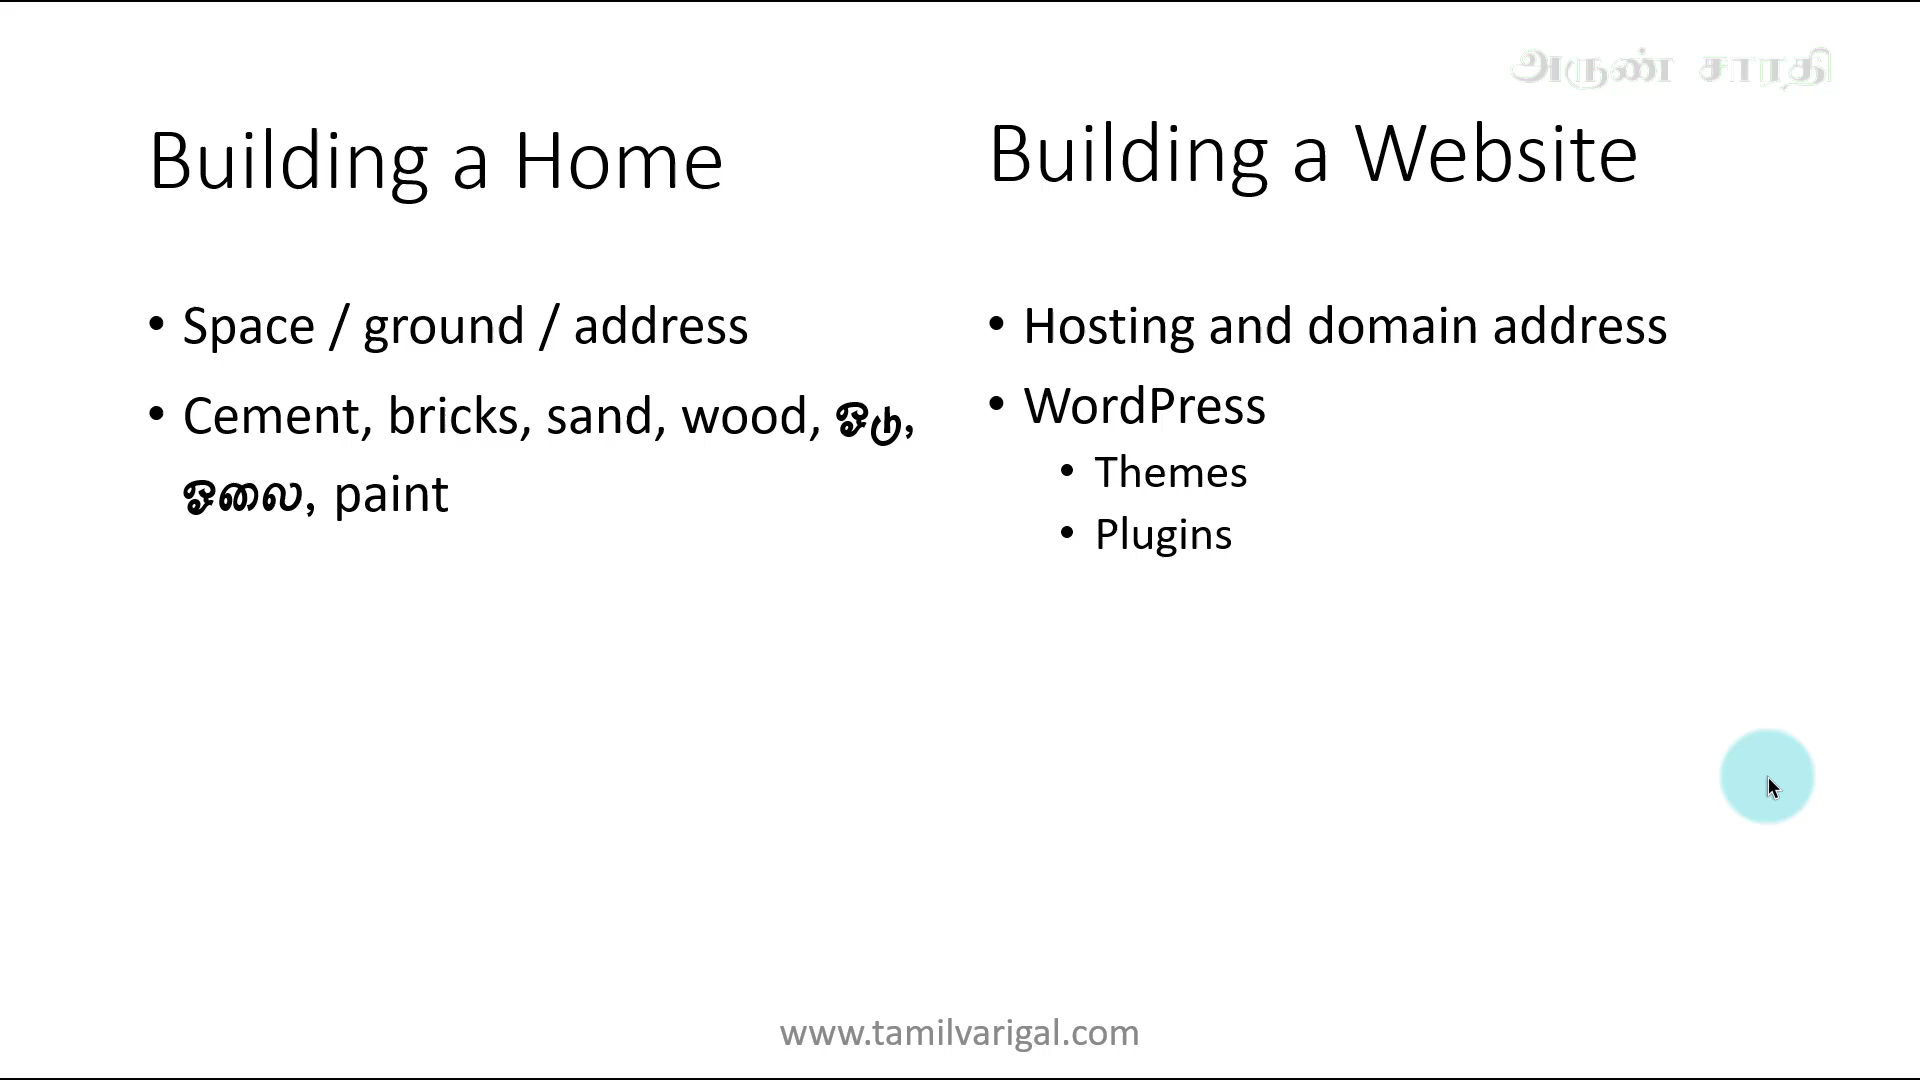 அருண் சாரதி
Building a Home
• Space / ground / address
• Cement, bricks, sand, wood, ஓடு,
ஓலை, paint
Building a Website
• Hosting and domain address
• WordPress
• Themes
• Plugins
www.tamilvarigal.com